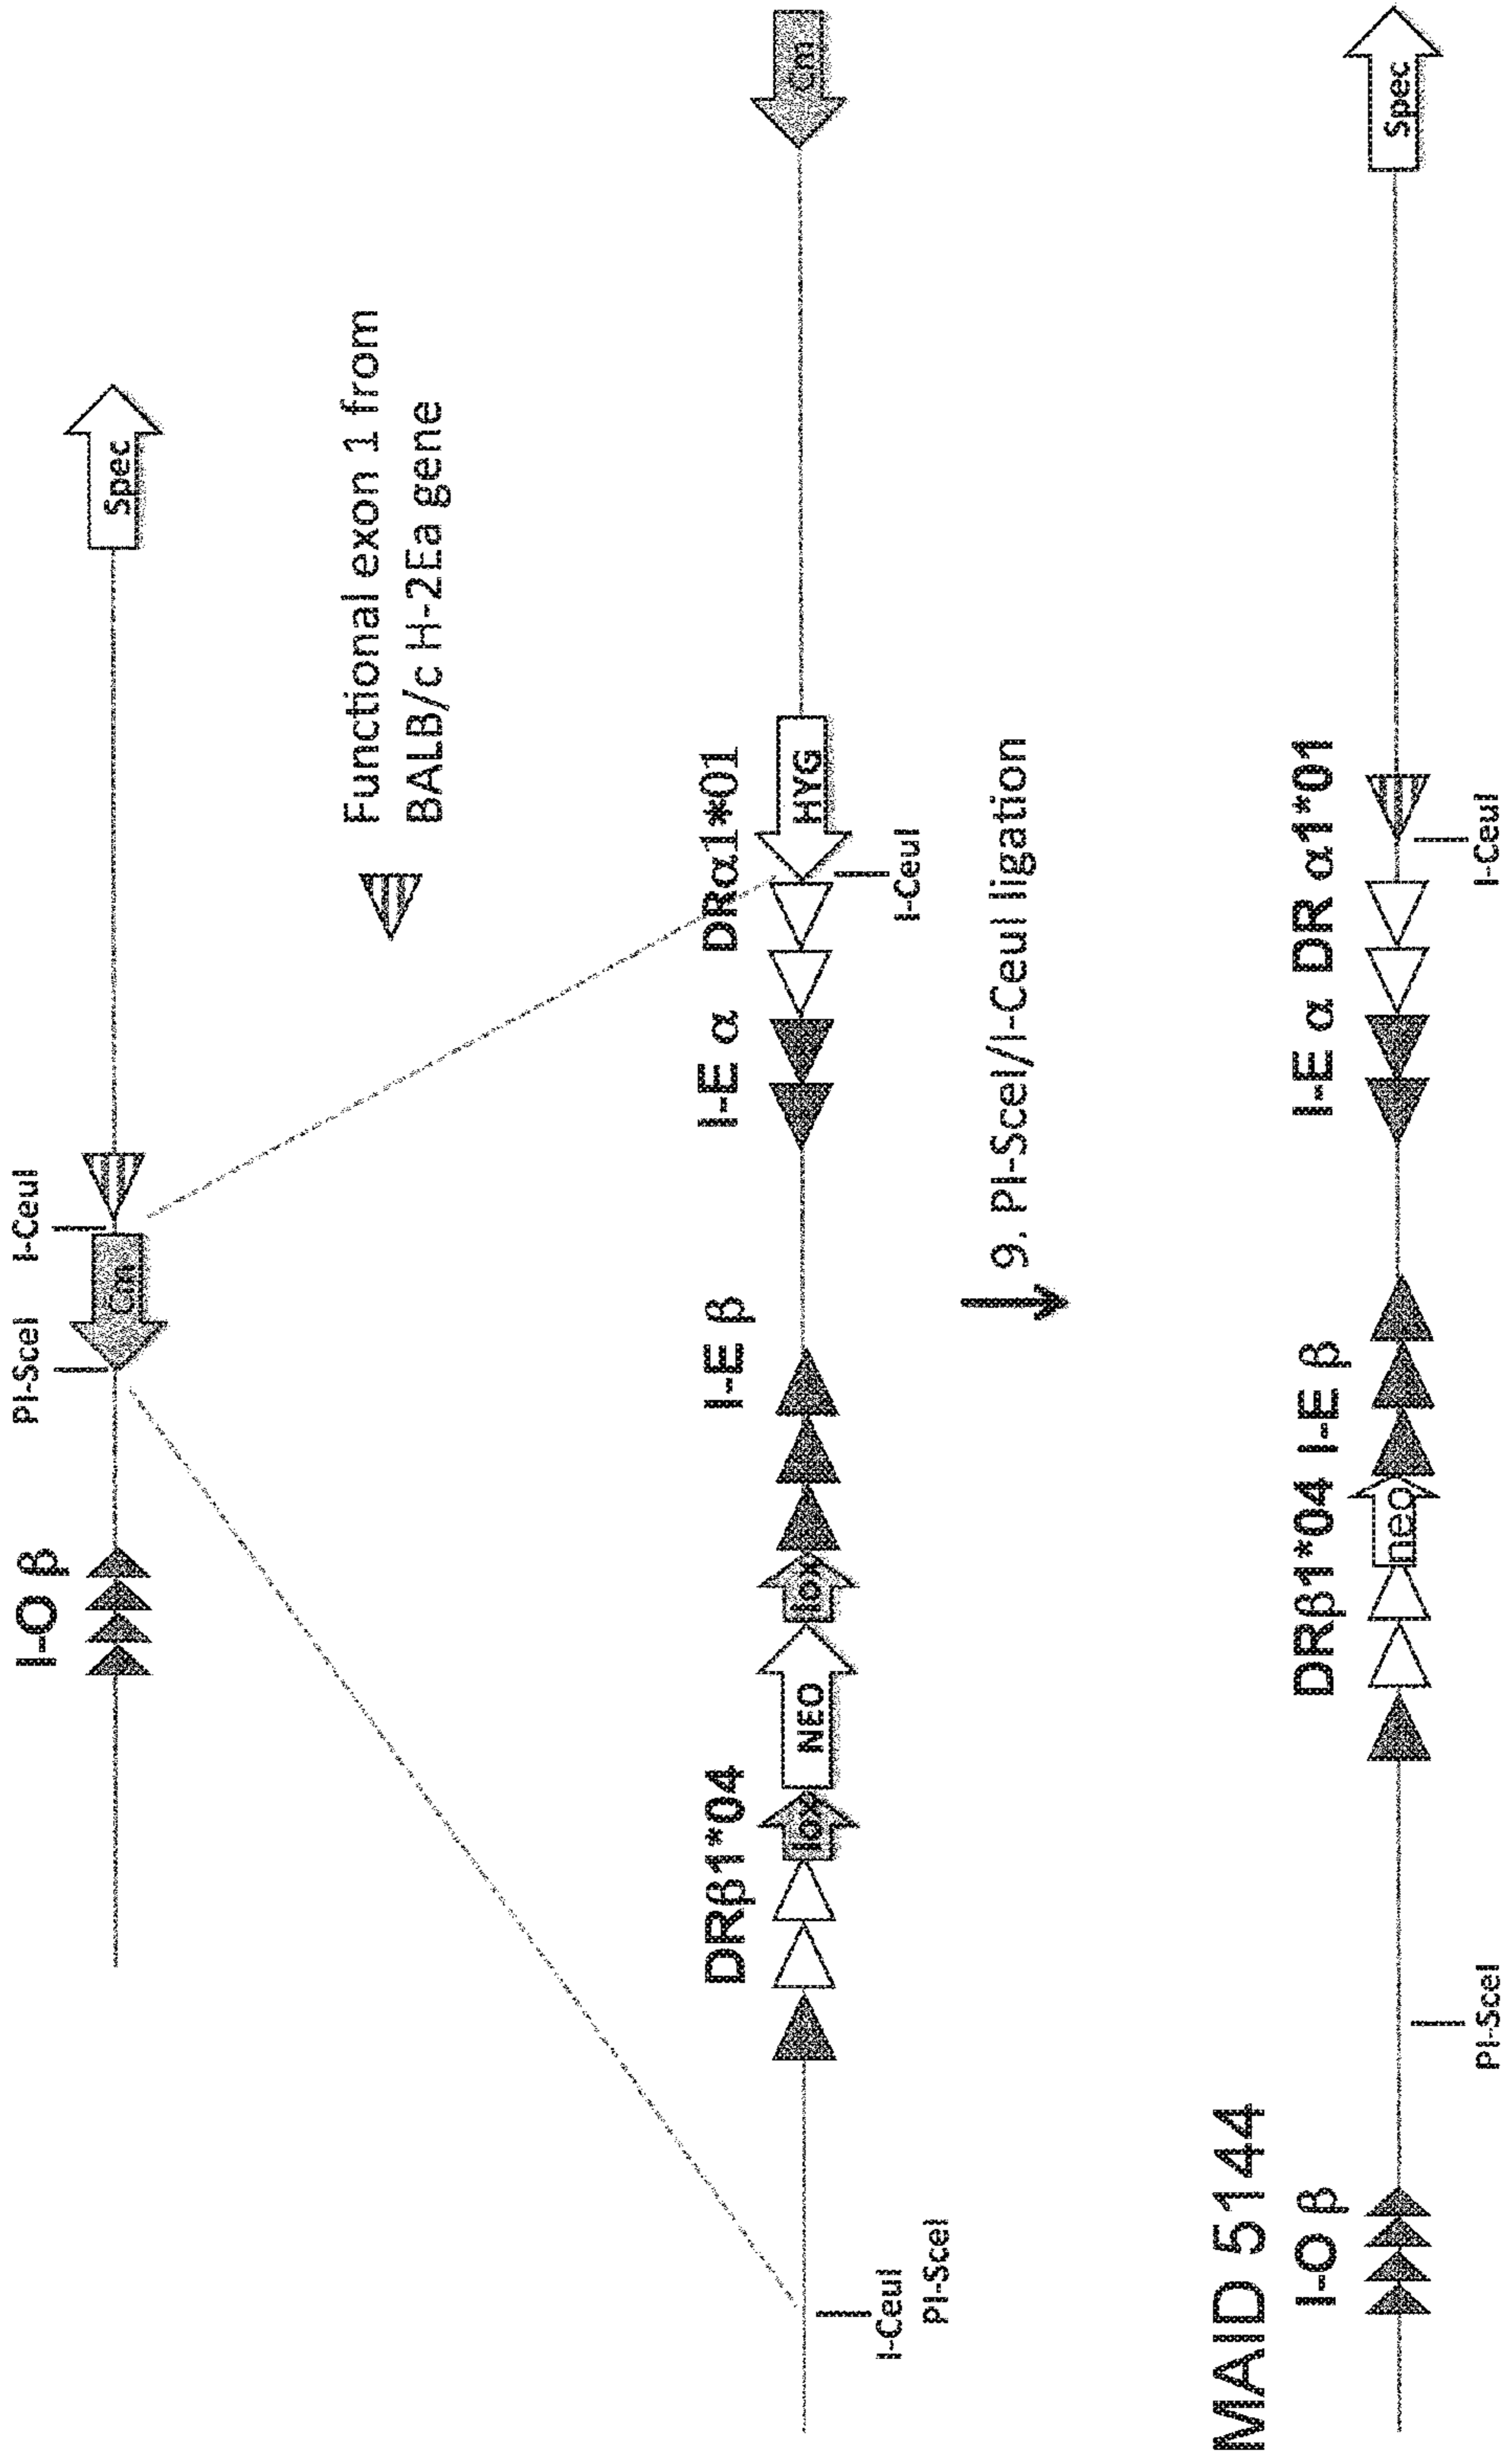 I-O β
PI-SceI
I-CeuI
Cm
Spec
Functional exon 1 from
BALB/c H-2Ea gene
DRβ1*04
I-E β
I-E α
DRα1*01
lox
NEO
lox
HYG
Cm
I-CeuI
PI-SceI
I-CeuI
9. PI-SceI/I-CeuI ligation
MAID 5144
I-O β
DRβ1*04 I-E β
I-E α DR α1*01
neo
Spec
PI-SceI
I-CeuI